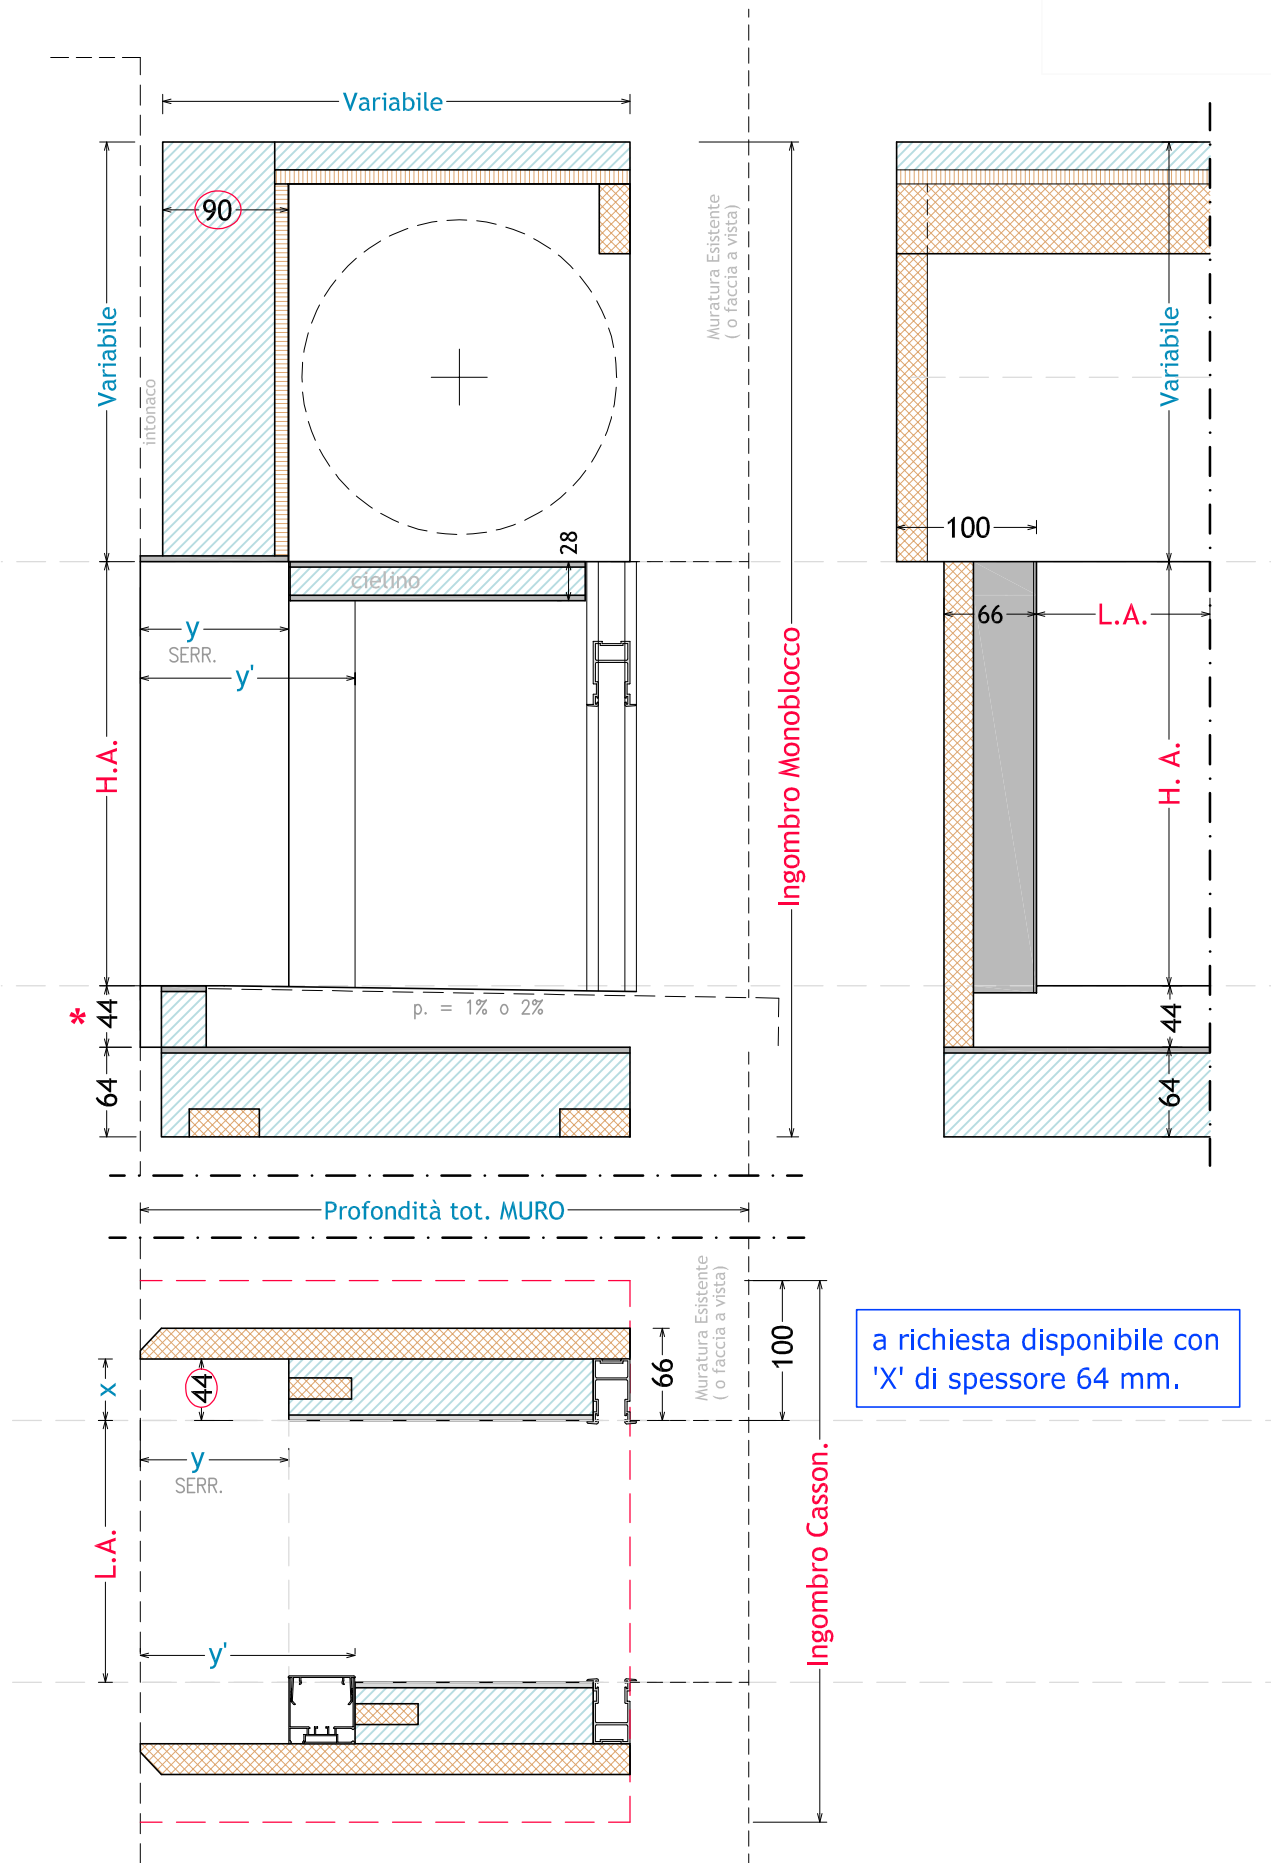 Variabile
90
Variabile
intonaco
Muratura Esistente
( o faccia a vista)
Variabile
28
cielino
100
y
SERR.
y'
66
L.A.
H.A.
Ingombro Monoblocco
H. A.
p. = 1% o 2%
*
44
44
64
64
Profondità tot. MURO
Muratura Esistente
( o faccia a vista)
100
66
x
44
a richiesta disponibile con
'X' di spessore 64 mm.
y
SERR.
L.A.
Ingombro Casson.
y'